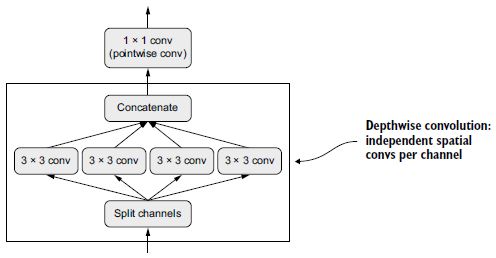 1 × 1 conv
(pointwise conv)
Concatenate
3 × 3 conv
3 × 3 conv
3 × 3 conv
3 × 3 conv
Split channels
Depthwise convolution:
independent spatial
convs per channel